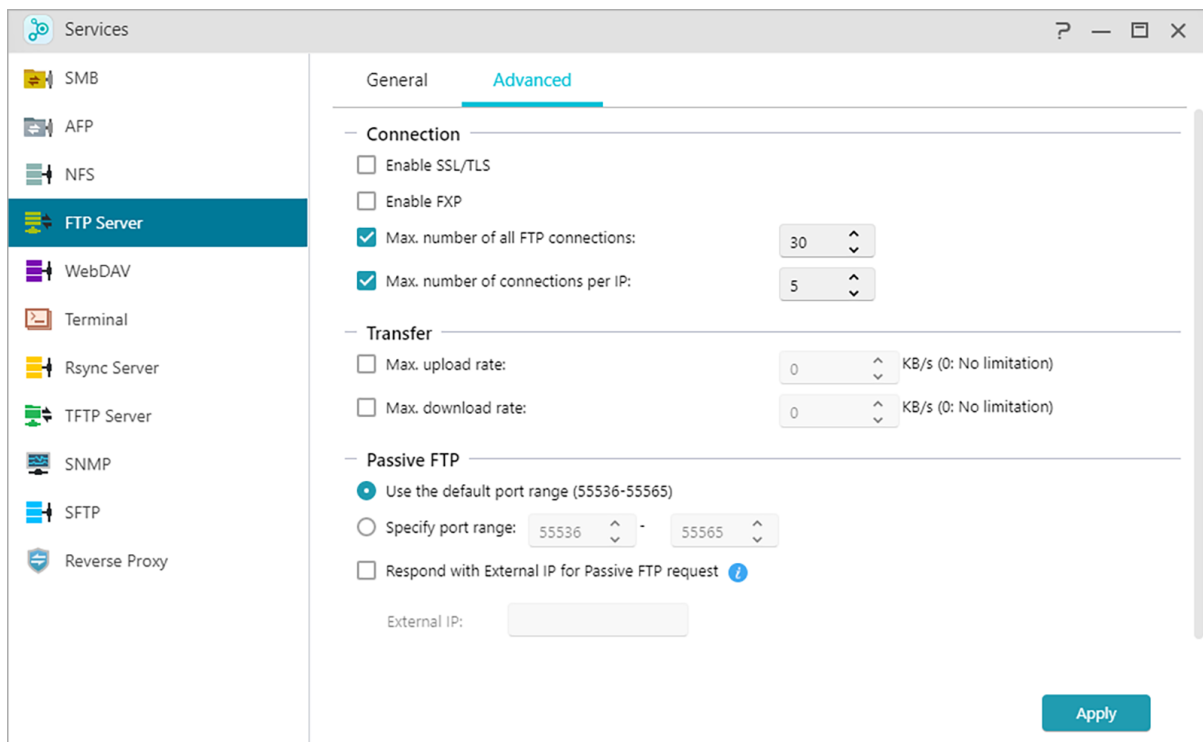 Services
SMB
AFP
NFS
FTP Server
WebDAV
Terminal
Rsync Server
TFTP Server
SNMP
SFTP
Reverse Proxy
General Advanced
Connection
Enable SSL/TLS
Enable FXP
Max. number of all FTP connections: 30
Max. number of connections per IP: 5
Transfer
Max. upload rate: 0 KB/s (0: No limitation)
Max. download rate: 0 KB/s (0: No limitation)
Passive FTP
Use the default port range (55536-55565)
Specify port range: 55536 - 55565
Respond with External IP for Passive FTP request i
External IP:
Apply